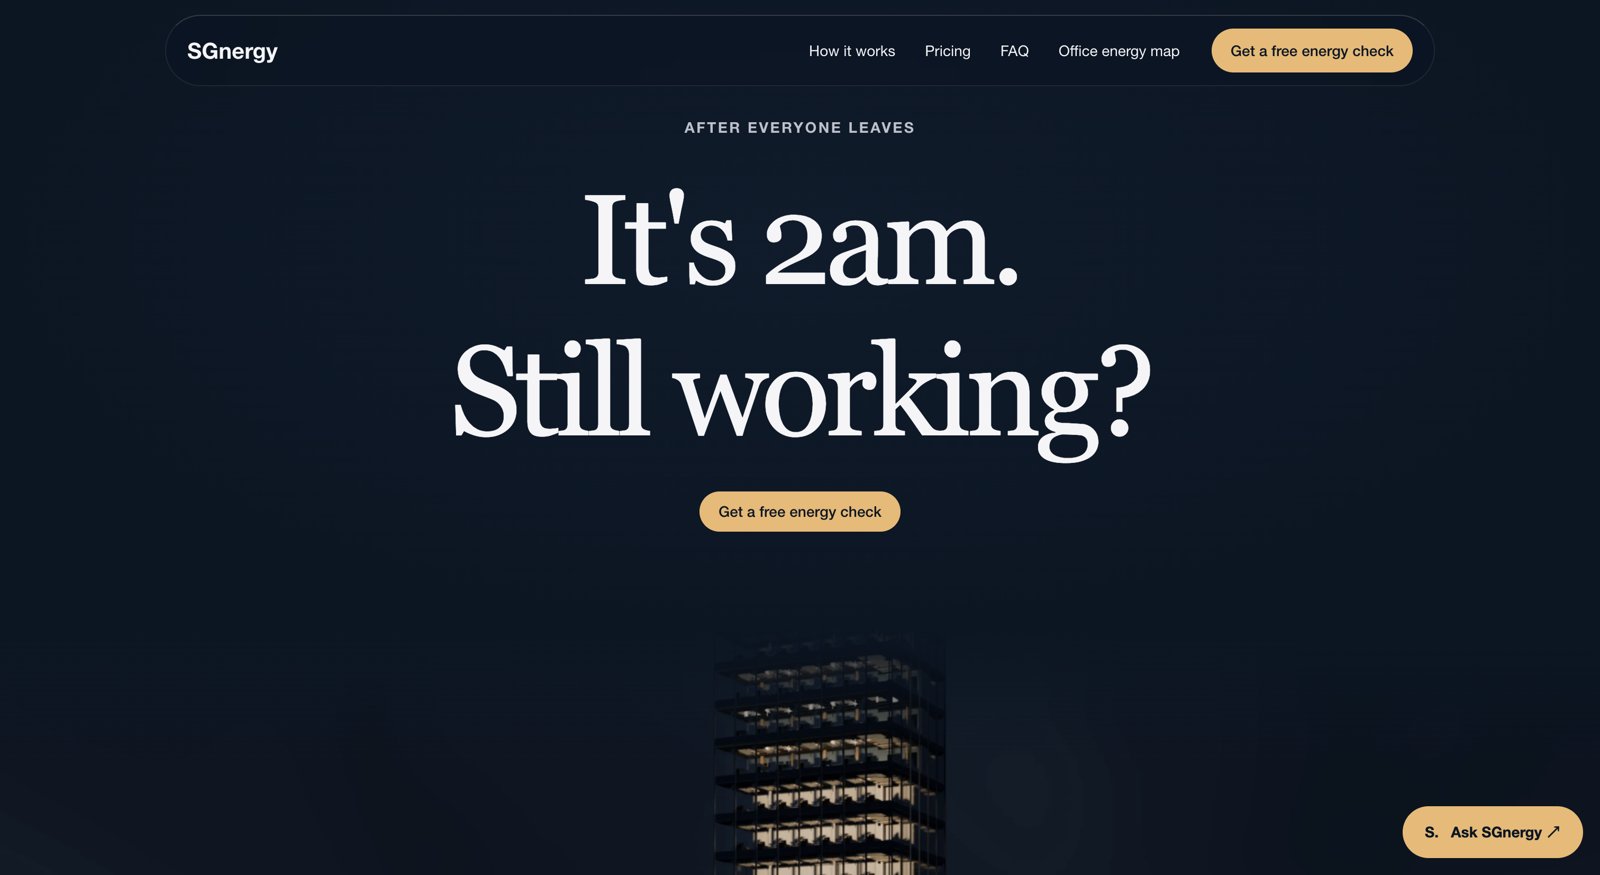 SGnergy
How it works
Pricing
FAQ
Office energy map
Get a free energy check
AFTER EVERYONE LEAVES
It's 2am.
Still working?
Get a free energy check
S. Ask SGnergy ↗